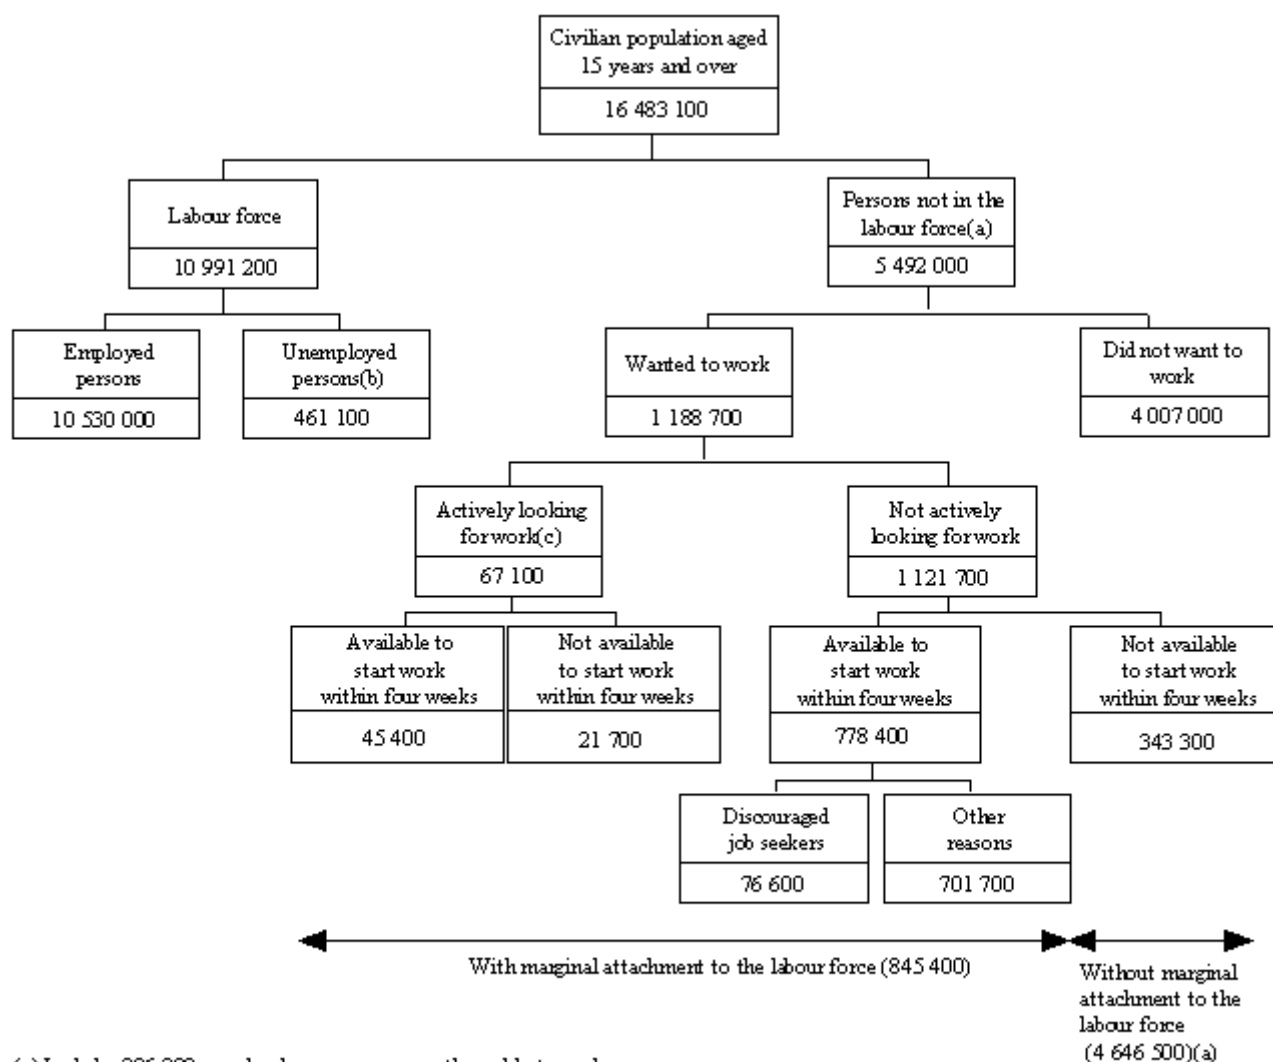 Civilian population aged
15 years and over
16 483 100
Labour force
10 991 200
Persons not in the
labour force(a)
5 492 000
Employed
persons
10 530 000
Unemployed
persons(b)
461 100
Wanted to work
1 188 700
Did not want to
work
4 007 000
Actively looking
for work(c)
67 100
Not actively
looking for work
1 121 700
Available to
start work
within four weeks
45 400
Not available
to start work
within four weeks
21 700
Available to
start work
within four weeks
778 400
Not available
to start work
within four weeks
343 300
Discouraged
job seekers
76 600
Other
reasons
701 700
With marginal attachment to the labour force (845 400)
Without marginal
attachment to the
labour force
(4 646 500)(a)